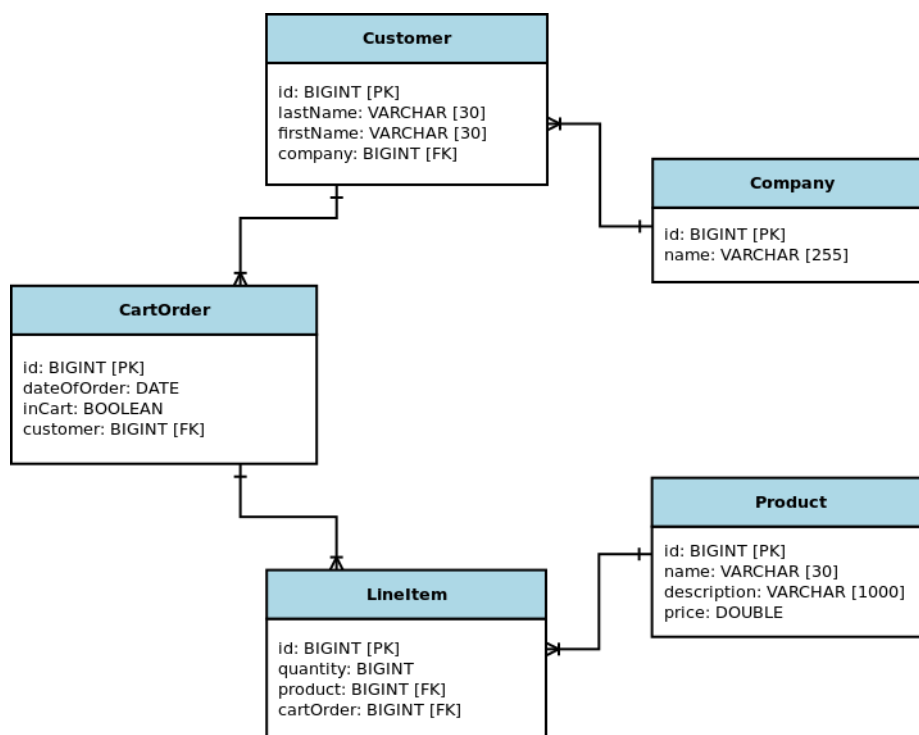 Customer
id: BIGINT [PK]
lastName: VARCHAR [30]
firstName: VARCHAR [30]
company: BIGINT [FK]
Company
id: BIGINT [PK]
name: VARCHAR [255]
CartOrder
id: BIGINT [PK]
dateOfOrder: DATE
inCart: BOOLEAN
customer: BIGINT [FK]
Product
id: BIGINT [PK]
name: VARCHAR [30]
description: VARCHAR [1000]
price: DOUBLE
LineItem
id: BIGINT [PK]
quantity: BIGINT
product: BIGINT [FK]
cartOrder: BIGINT [FK]